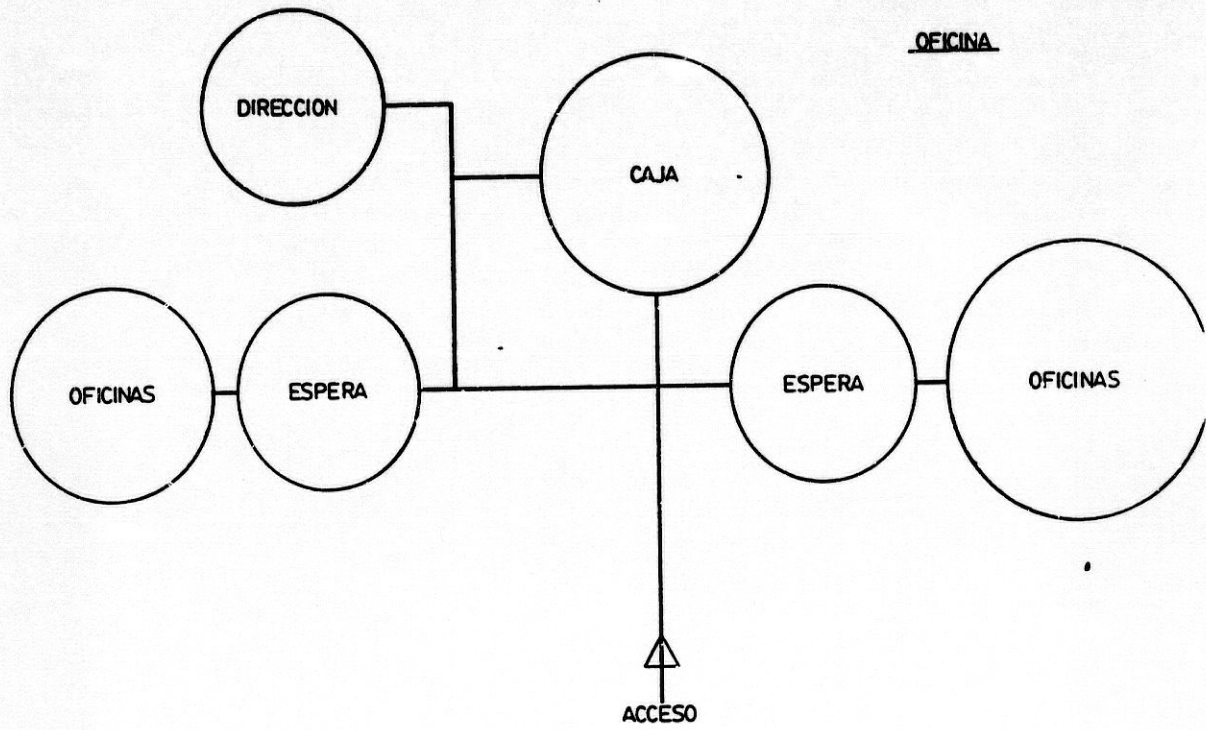 OFICINA
DIRECCION
CAJA
OFICINAS
ESPERA
ESPERA
OFICINAS
ACCESO